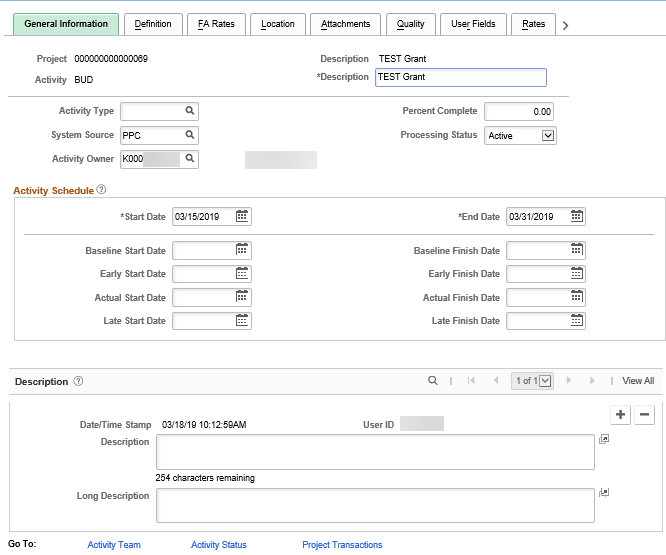 General Information Definition FA Rates Location Attachments Quality User Fields Rates
Project 000000000000069 Description TEST Grant
Activity BUD *Description TEST Grant
Activity Type Percent Complete 0.00
System Source PPC Processing Status Active
Activity Owner K000
Activity Schedule ?
*Start Date 03/15/2019 *End Date 03/31/2019
Baseline Start Date Baseline Finish Date
Early Start Date Early Finish Date
Actual Start Date Actual Finish Date
Late Start Date Late Finish Date
Description ? 1 of 1 View All
Date/Time Stamp 03/18/19 10:12:59AM User ID
Description
254 characters remaining
Long Description
Go To: Activity Team Activity Status Project Transactions